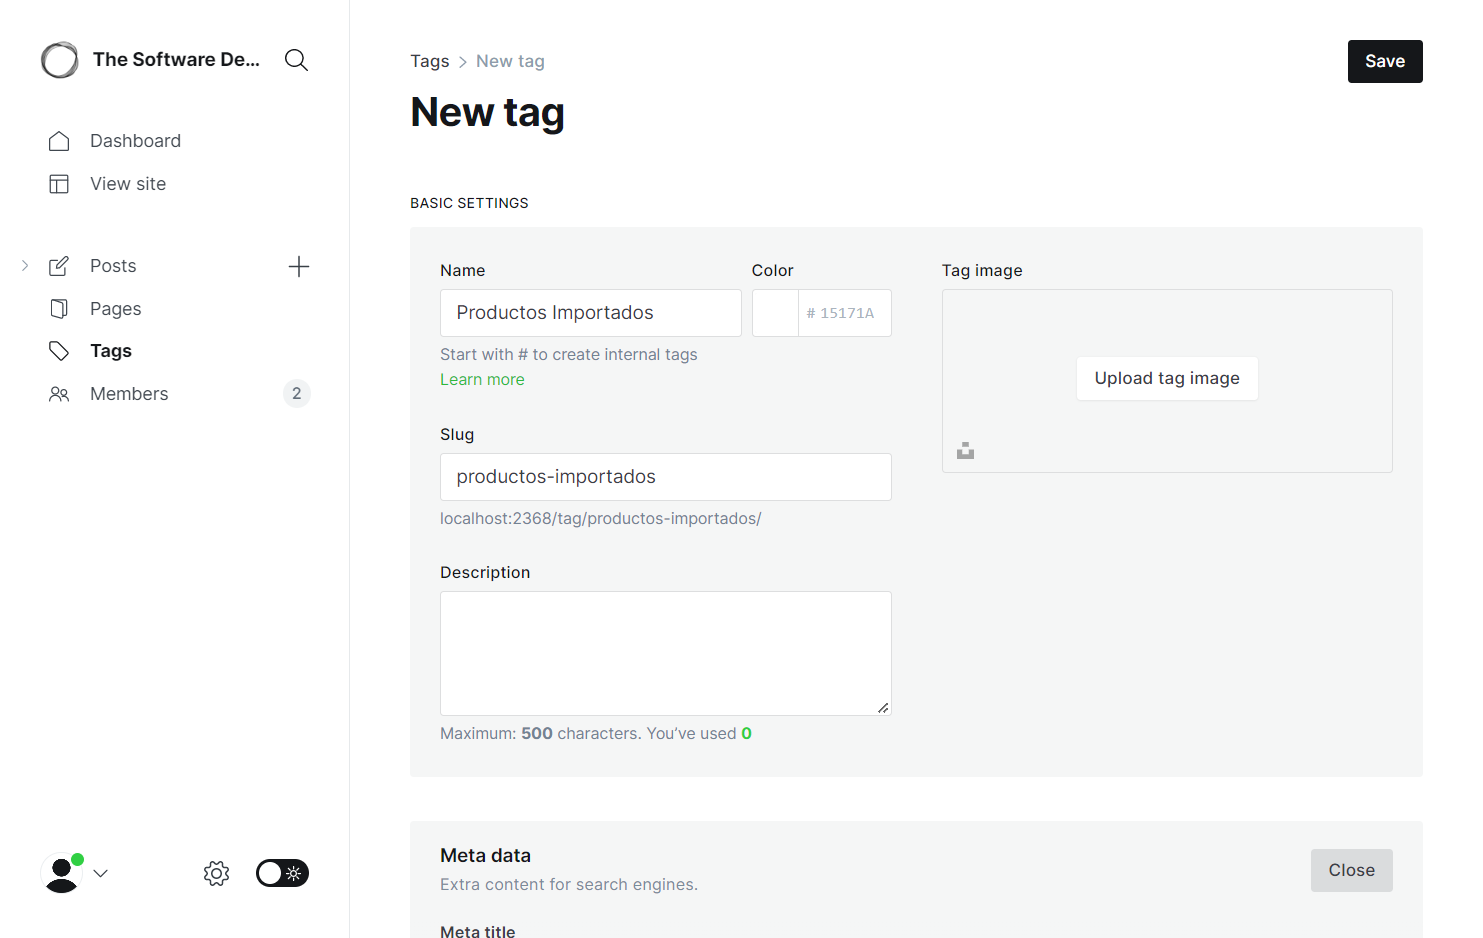 The Software De...
Dashboard
View site
Posts
Pages
Tags
Members
2
Tags
New tag
Save
New tag
BASIC SETTINGS
Name
Productos Importados
Start with # to create internal tags
Learn more
Color
# 15171A
Slug
productos-importados
localhost:2368/tag/productos-importados/
Description
Maximum: 500 characters. You’ve used 0
Tag image
Upload tag image
Meta data
Extra content for search engines.
Close
Meta title